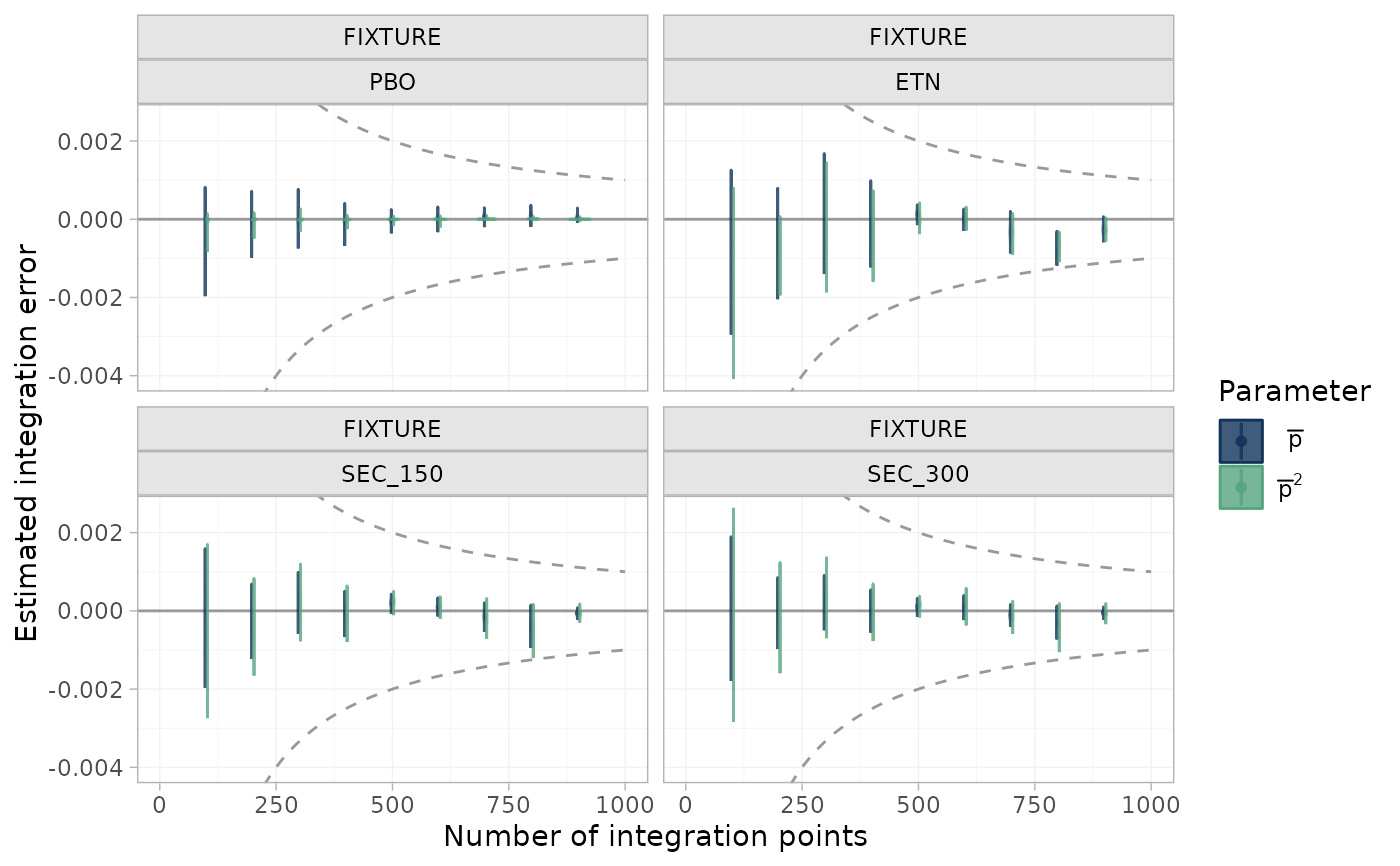 FIXTURE
FIXTURE
PBO
ETN
0.002
0.000
-0.002
-0.004
FIXTURE
FIXTURE
SEC_150
SEC_300
0.002
0.000
-0.002
-0.004
0 250 500 750 1000
0 250 500 750 1000
Number of integration points
Estimated integration error
Parameter
p̅
p̅²